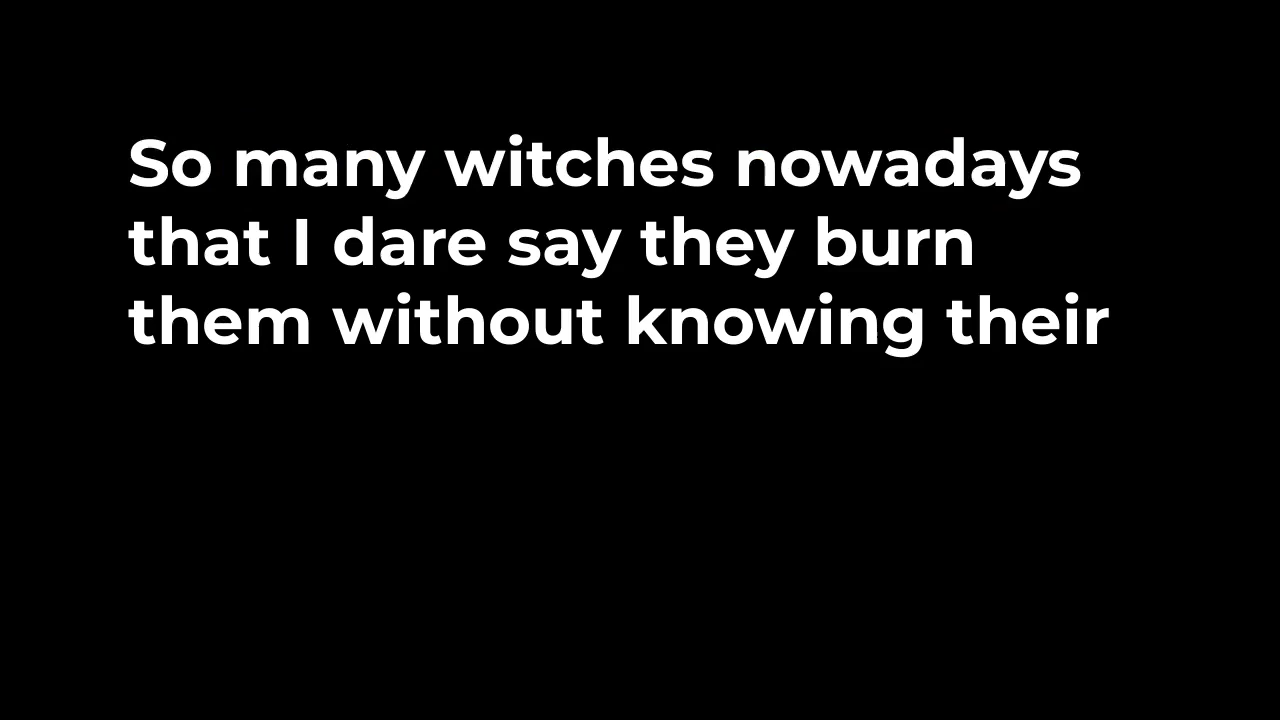 So many witches nowadays
that I dare say they burn
them without knowing their